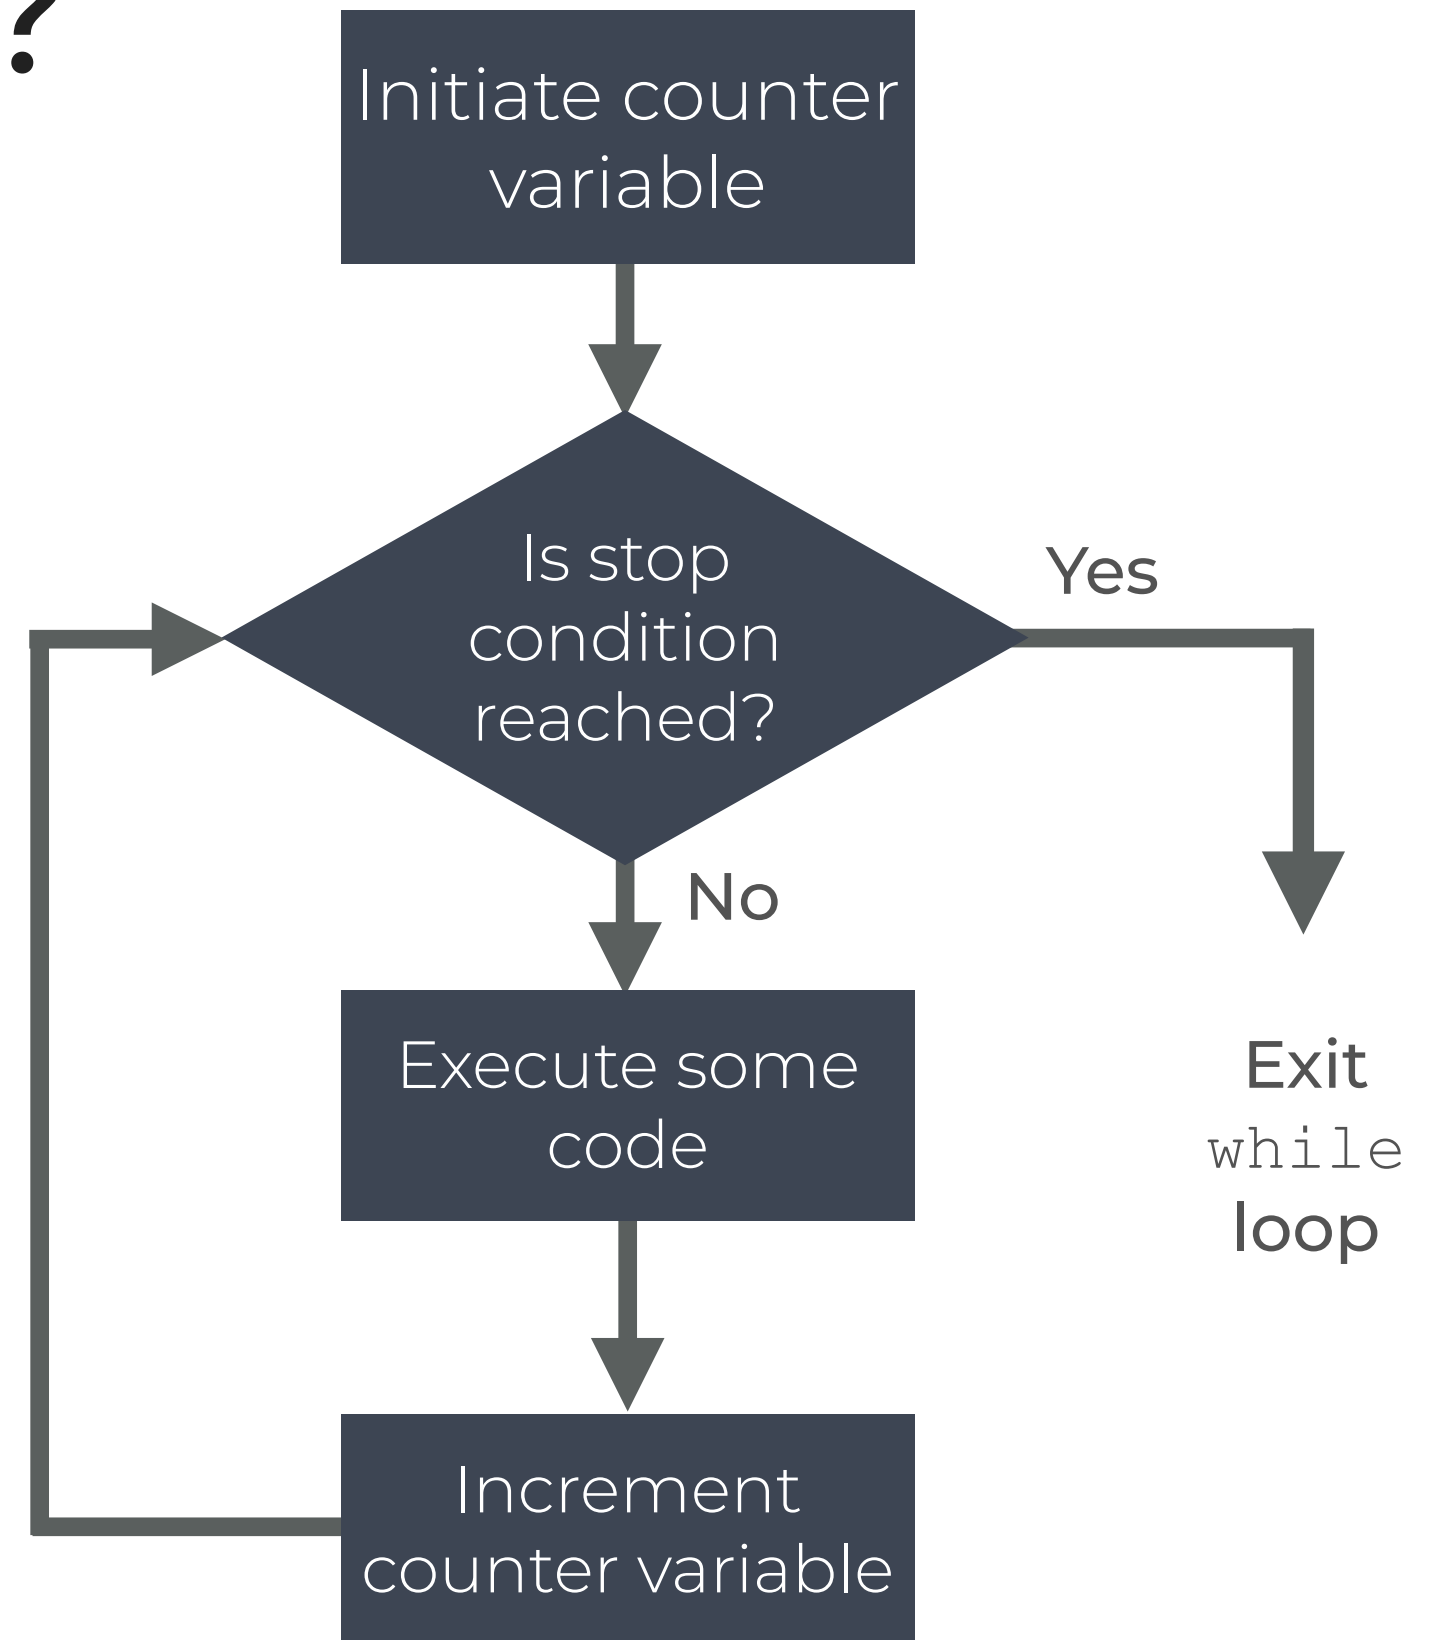 ?
Initiate counter
variable
Is stop
condition
reached?
Yes
No
Execute some
code
Exit
while
loop
Increment
counter variable